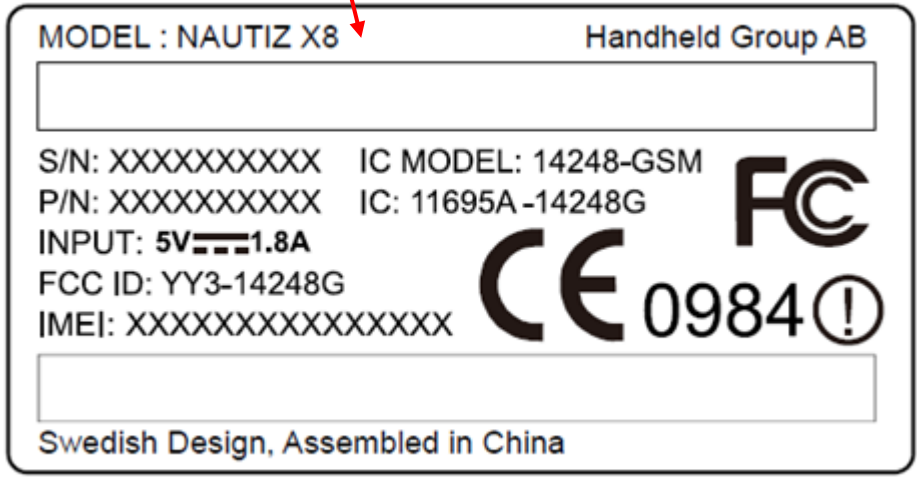 MODEL : NAUTIZ X8 Handheld Group AB
S/N: XXXXXXXXXX IC MODEL: 14248-GSM
P/N: XXXXXXXXXX IC: 11695A -14248G
FC
INPUT: 5V 1.8A
FCC ID: YY3-14248G
IMEI: XXXXXXXXXXXXXXX
CE 0984 !
Swedish Design, Assembled in China